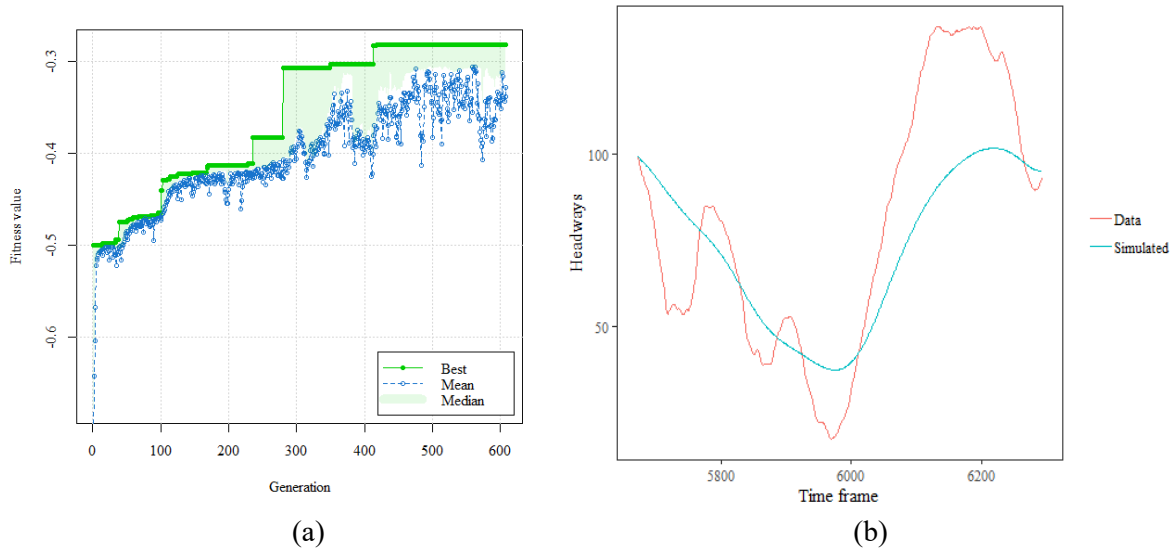 Fitness value
-0.3
-0.4
-0.5
-0.6
0 100 200 300 400 500 600
Generation
Best
Mean
Median
(a)
Headways
100
50
5800 6000 6200
Time frame
Data
Simulated
(b)